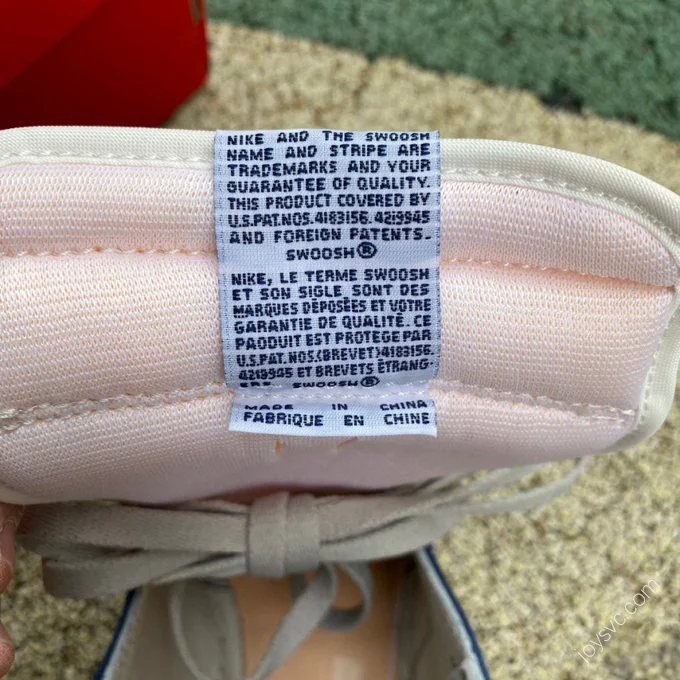 NIKE AND THE SWOOSH
NAME AND STRIPE ARE
TRADEMARKS AND YOUR
GUARANTEE OF QUALITY.
THIS PRODUCT COVERED BY
U.S.PAT.NOS.4183156.4219945
AND FOREIGN PATENTS.
SWOOSH®
NIKE, LE TERME SWOOSH
ET SON SIGLE SONT DES
MARQUES DÉPOSÉES ET VOTRE
GARANTIE DE QUALITÉ. CE
PAODUIT EST PROTEGE PAR
U.S.PAT.NOS.(BREVET)4183156.
4219945 ET BREVETS ÉTRANG-
ERS. SWOOSH®
MADE IN CHINA
FABRIQUE EN CHINE
joysvc.com